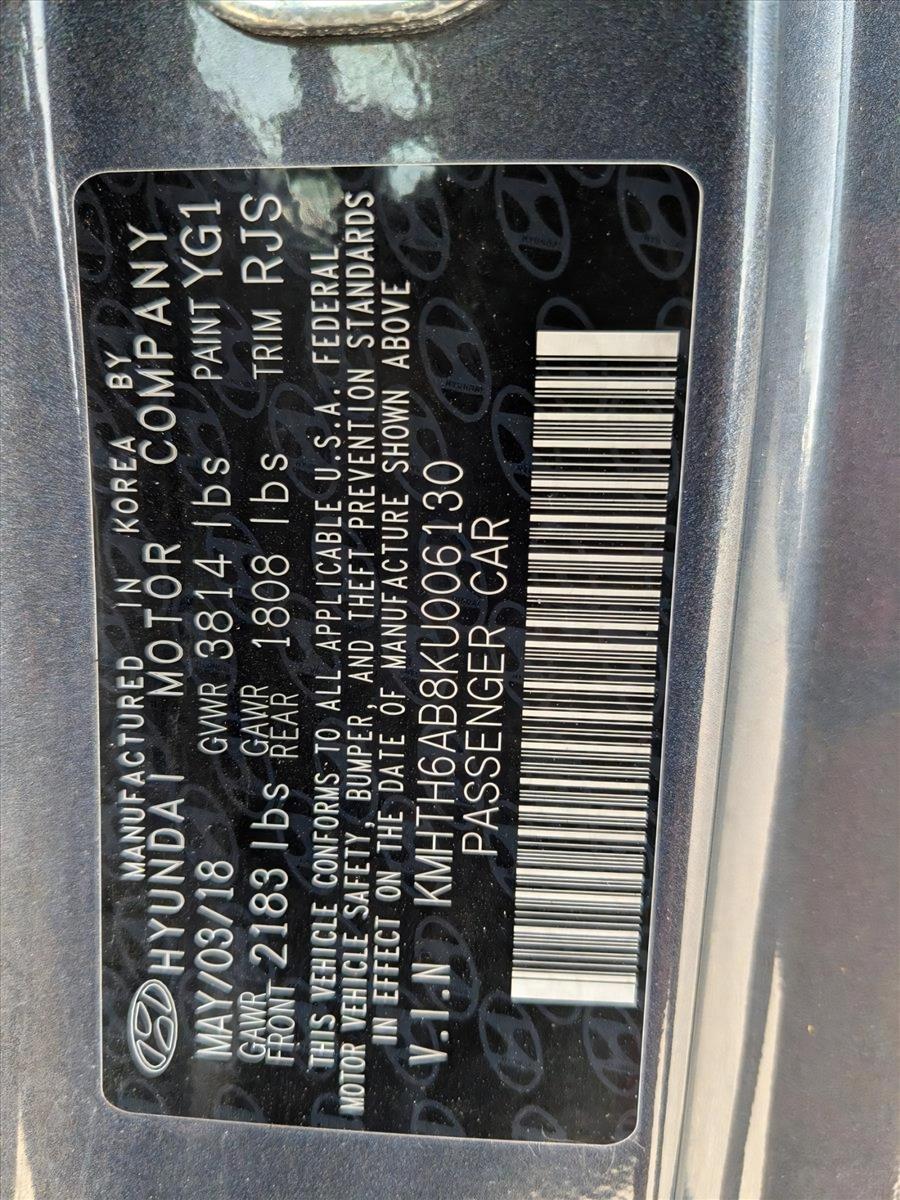 MANUFACTURED IN KOREA BY
HYUNDAI MOTOR COMPANY
MAY/03/18 GVWR 3814 lbs PAINT YG1
GAWR FRONT 2183 lbs GAWR REAR 1808 lbs TRIM RJS
THIS VEHICLE CONFORMS TO ALL APPLICABLE U.S.A. FEDERAL
MOTOR VEHICLE SAFETY, BUMPER, AND THEFT PREVENTION STANDARDS
IN EFFECT ON THE DATE OF MANUFACTURE SHOWN ABOVE
V.I.N KMHTH6AB8KU006130
PASSENGER CAR